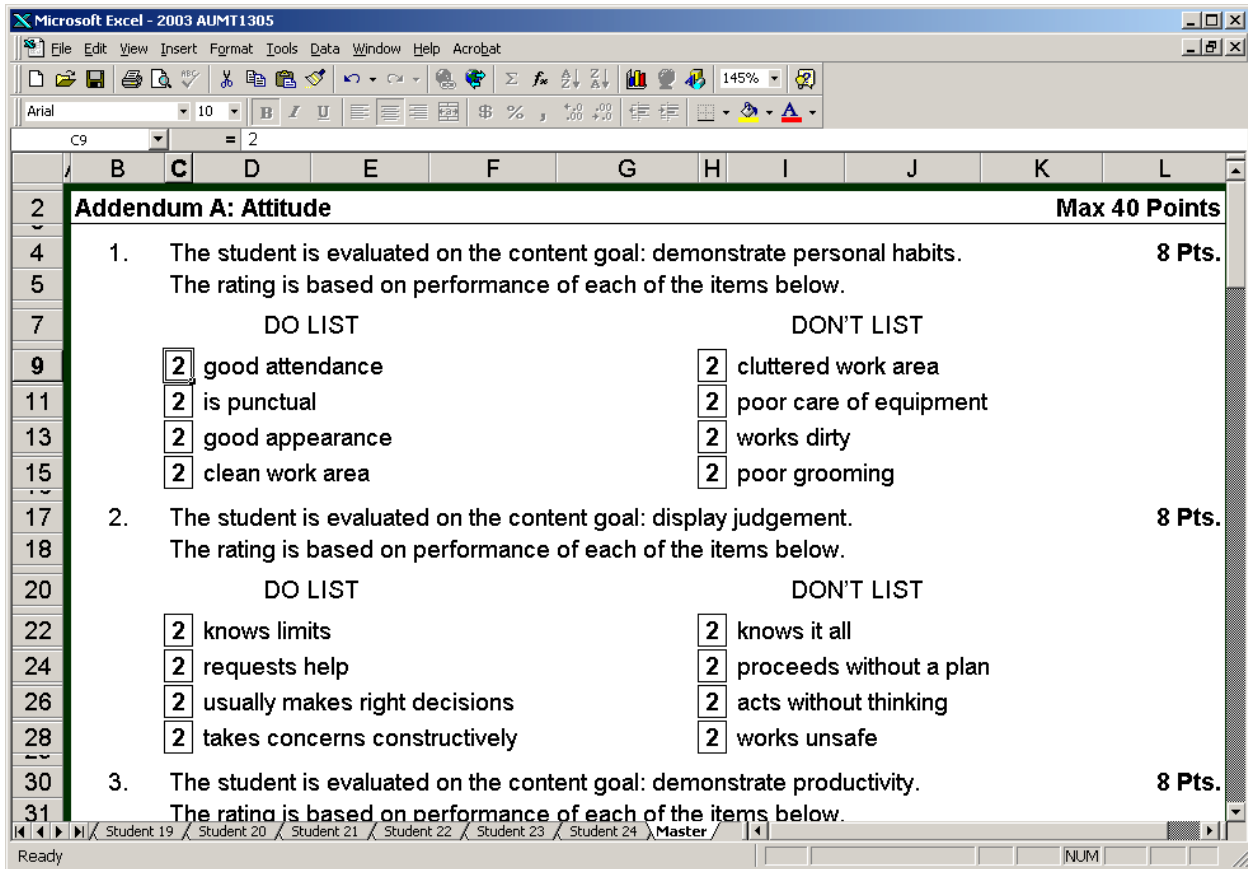 Microsoft Excel - 2003 AUMT1305
File Edit View Insert Format Tools Data Window Help Acrobat
ABC Σ fx A Z Z A 145% ?
Arial 10 B I U $ % , +.0 .00 .00 +.0 A
C9 = 2
A B C D E F G H I J K L
2 Addendum A: Attitude Max 40 Points
4 1. The student is evaluated on the content goal: demonstrate personal habits. 8 Pts.
5 The rating is based on performance of each of the items below.
7 DO LIST DON'T LIST
9 2 good attendance 2 cluttered work area
11 2 is punctual 2 poor care of equipment
13 2 good appearance 2 works dirty
15 2 clean work area 2 poor grooming
17 2. The student is evaluated on the content goal: display judgement. 8 Pts.
18 The rating is based on performance of each of the items below.
20 DO LIST DON'T LIST
22 2 knows limits 2 knows it all
24 2 requests help 2 proceeds without a plan
26 2 usually makes right decisions 2 acts without thinking
28 2 takes concerns constructively 2 works unsafe
30 3. The student is evaluated on the content goal: demonstrate productivity. 8 Pts.
31 The rating is based on performance of each of the items below.
Student 19 Student 20 Student 21 Student 22 Student 23 Student 24 Master
Ready NUM